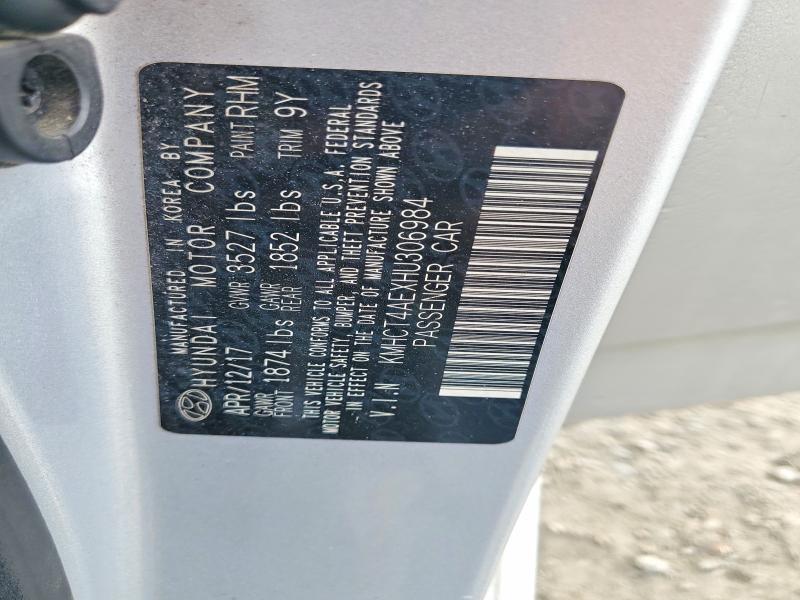 MANUFACTURED IN KOREA BY
HYUNDAI MOTOR COMPANY
APR/12/17 GVWR 3527 lbs PAINT RHM
GAWR FRONT 1874 lbs GAWR REAR 1852 lbs TRIM 9Y
THIS VEHICLE CONFORMS TO ALL APPLICABLE U.S.A. FEDERAL
MOTOR VEHICLE SAFETY, BUMPER, AND THEFT PREVENTION STANDARDS
IN EFFECT ON THE DATE OF MANUFACTURE SHOWN ABOVE
V.I.N KMHCT4AEXHU306984
PASSENGER CAR